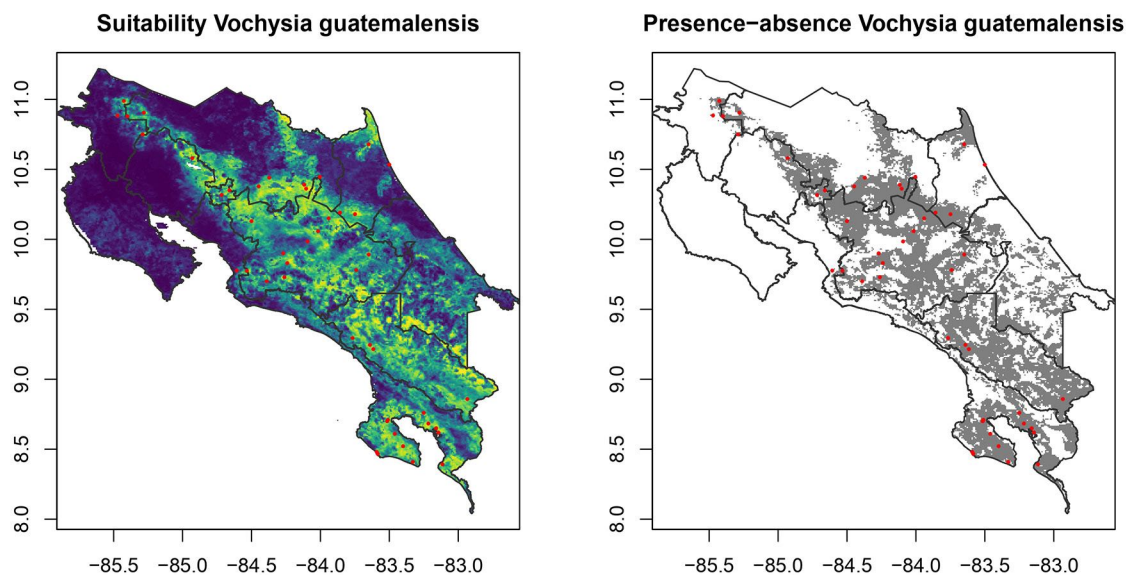 Suitability Vochysia guatemalensis
8.0 8.5 9.0 9.5 10.0 10.5 11.0
−85.5 −85.0 −84.5 −84.0 −83.5 −83.0
Presence−absence Vochysia guatemalensis
8.0 8.5 9.0 9.5 10.0 10.5 11.0
−85.5 −85.0 −84.5 −84.0 −83.5 −83.0